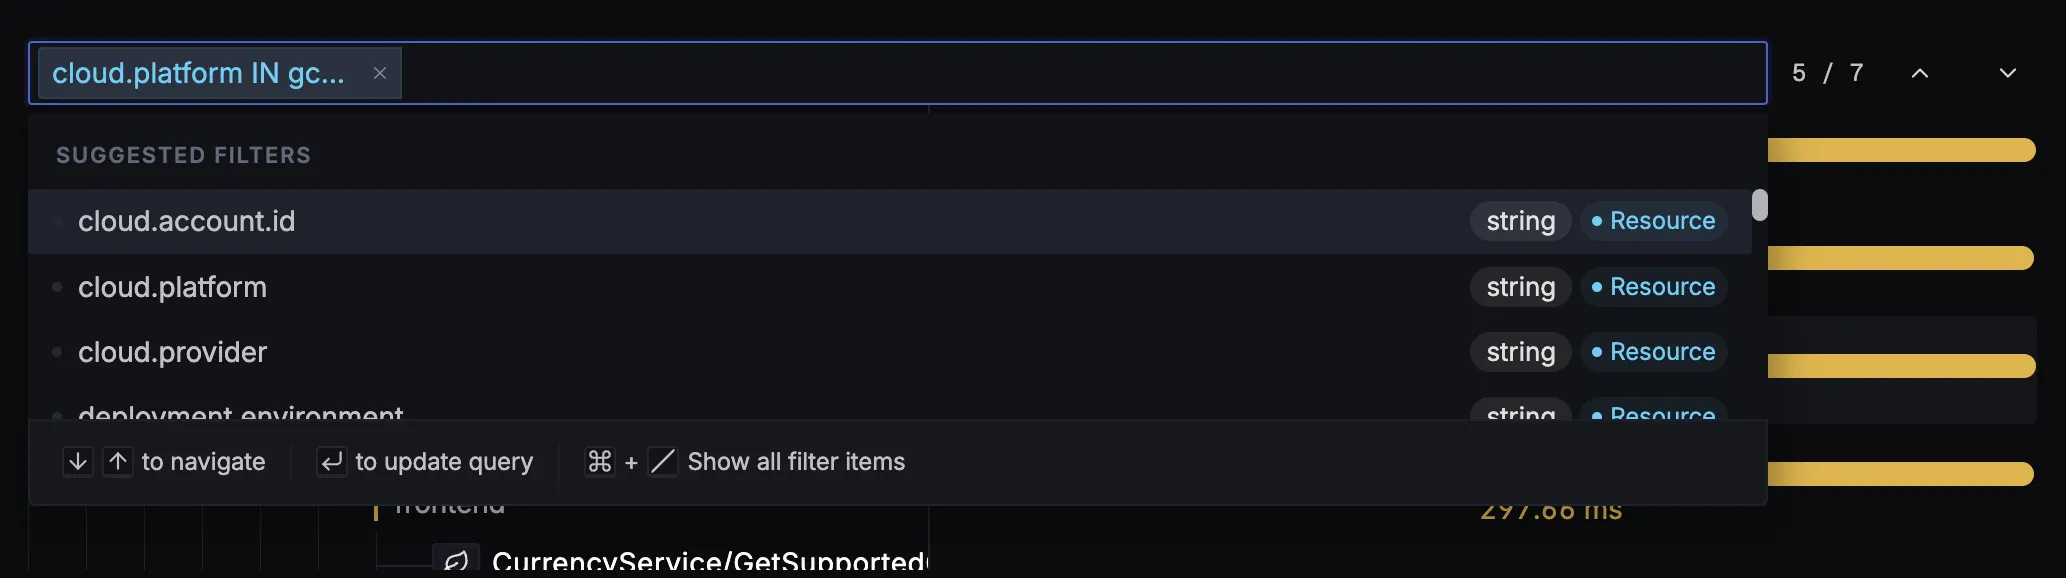 cloud.platform IN gc... ×
5 / 7
SUGGESTED FILTERS
cloud.account.id string Resource
cloud.platform string Resource
cloud.provider string Resource
deployment.environment string Resource
↓ ↑ to navigate ↵ to update query ⌘ + / Show all filter items
frontend
297.66 ms
CurrencyService/GetSupported